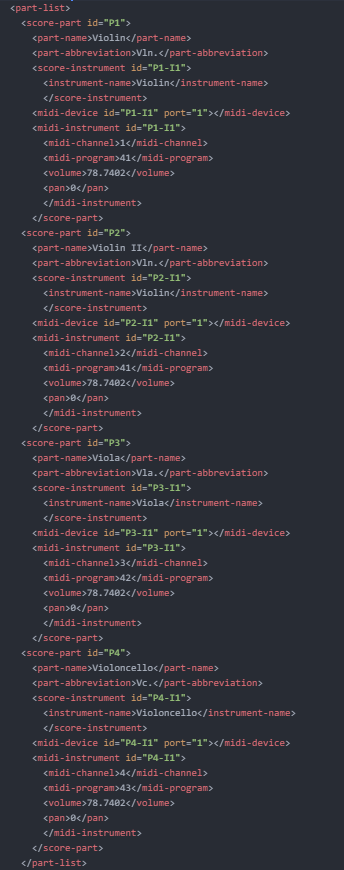 <part-list>
<score-part id="P1">
<part-name>Violin</part-name>
<part-abbreviation>Vln.</part-abbreviation>
<score-instrument id="P1-I1">
<instrument-name>Violin</instrument-name>
</score-instrument>
<midi-device id="P1-I1" port="1"></midi-device>
<midi-instrument id="P1-I1">
<midi-channel>1</midi-channel>
<midi-program>41</midi-program>
<volume>78.7402</volume>
<pan>0</pan>
</midi-instrument>
</score-part>
<score-part id="P2">
<part-name>Violin II</part-name>
<part-abbreviation>Vln.</part-abbreviation>
<score-instrument id="P2-I1">
<instrument-name>Violin</instrument-name>
</score-instrument>
<midi-device id="P2-I1" port="1"></midi-device>
<midi-instrument id="P2-I1">
<midi-channel>2</midi-channel>
<midi-program>41</midi-program>
<volume>78.7402</volume>
<pan>0</pan>
</midi-instrument>
</score-part>
<score-part id="P3">
<part-name>Viola</part-name>
<part-abbreviation>Vla.</part-abbreviation>
<score-instrument id="P3-I1">
<instrument-name>Viola</instrument-name>
</score-instrument>
<midi-device id="P3-I1" port="1"></midi-device>
<midi-instrument id="P3-I1">
<midi-channel>3</midi-channel>
<midi-program>42</midi-program>
<volume>78.7402</volume>
<pan>0</pan>
</midi-instrument>
</score-part>
<score-part id="P4">
<part-name>Violoncello</part-name>
<part-abbreviation>Vc.</part-abbreviation>
<score-instrument id="P4-I1">
<instrument-name>Violoncello</instrument-name>
</score-instrument>
<midi-device id="P4-I1" port="1"></midi-device>
<midi-instrument id="P4-I1">
<midi-channel>4</midi-channel>
<midi-program>43</midi-program>
<volume>78.7402</volume>
<pan>0</pan>
</midi-instrument>
</score-part>
</part-list>